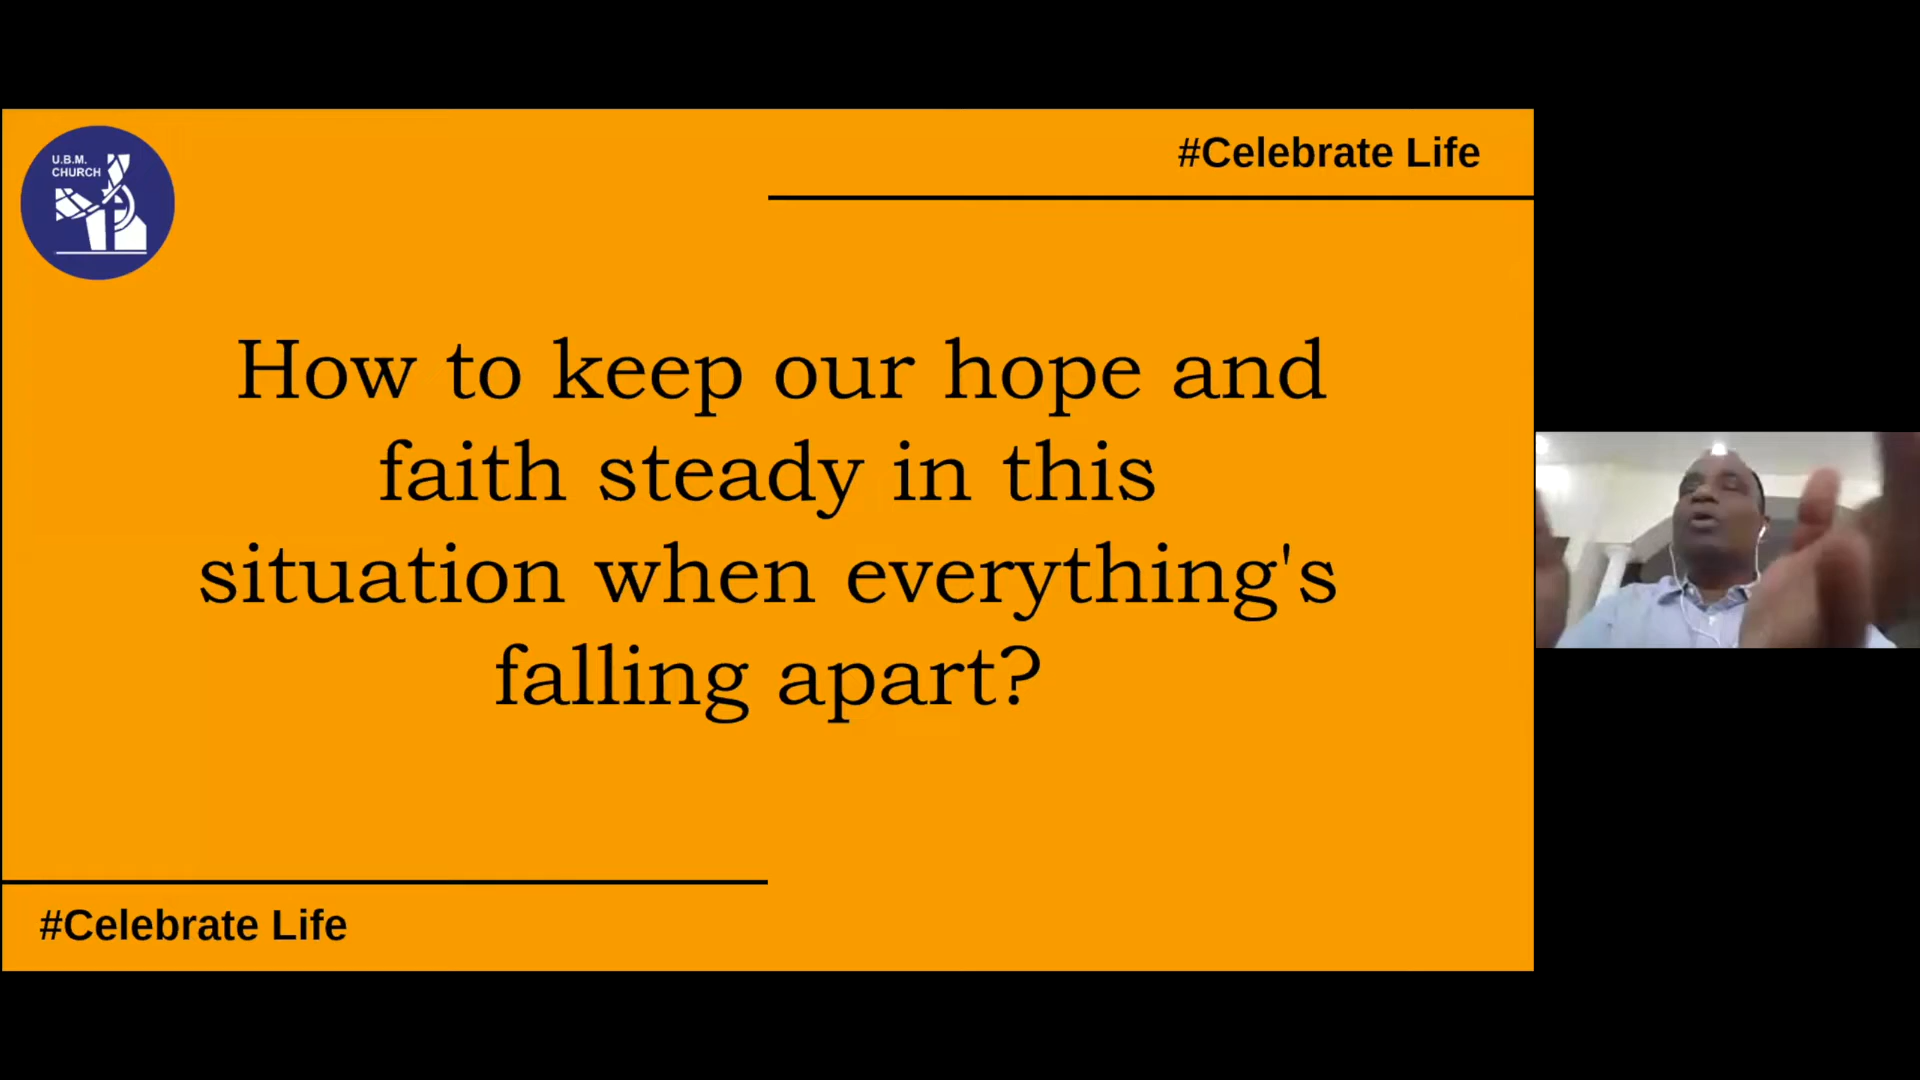 U.B.M.
CHURCH
#Celebrate Life
How to keep our hope and
faith steady in this
situation when everything's
falling apart?
#Celebrate Life